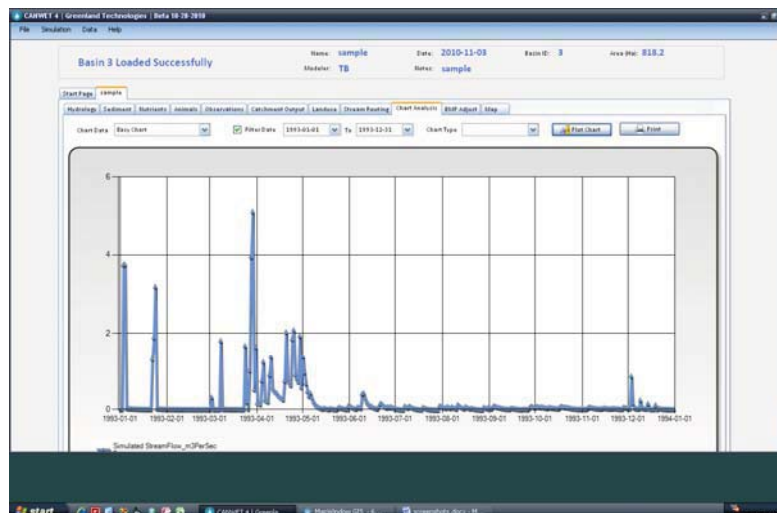 CANWET 4 | Greenland Technologies | Beta 10-28-2010
File Simulation Data Help
Basin 3 Loaded Successfully
Name: sample Date: 2010-11-03 Basin ID: 3 Area (Ha): 818.2
Modeler: TB Notes: sample
Start Page sample
Hydrology Sediment Nutrients Animals Observations Catchment Output Landuse Stream Routing Chart Analysis BMP Adjust Map
Chart Data Easy Chart Filter Date 1993-01-01 To 1993-12-31 Chart Type Plot Chart Print
6
4
2
0
1993-01-01 1993-02-01 1993-03-01 1993-04-01 1993-05-01 1993-06-01 1993-07-01 1993-08-01 1993-09-01 1993-10-01 1993-11-01 1993-12-01 1994-01-01
Simulated StreamFlow_m3PerSec
start CANWET 4 | Greenla... MapWindow GIS